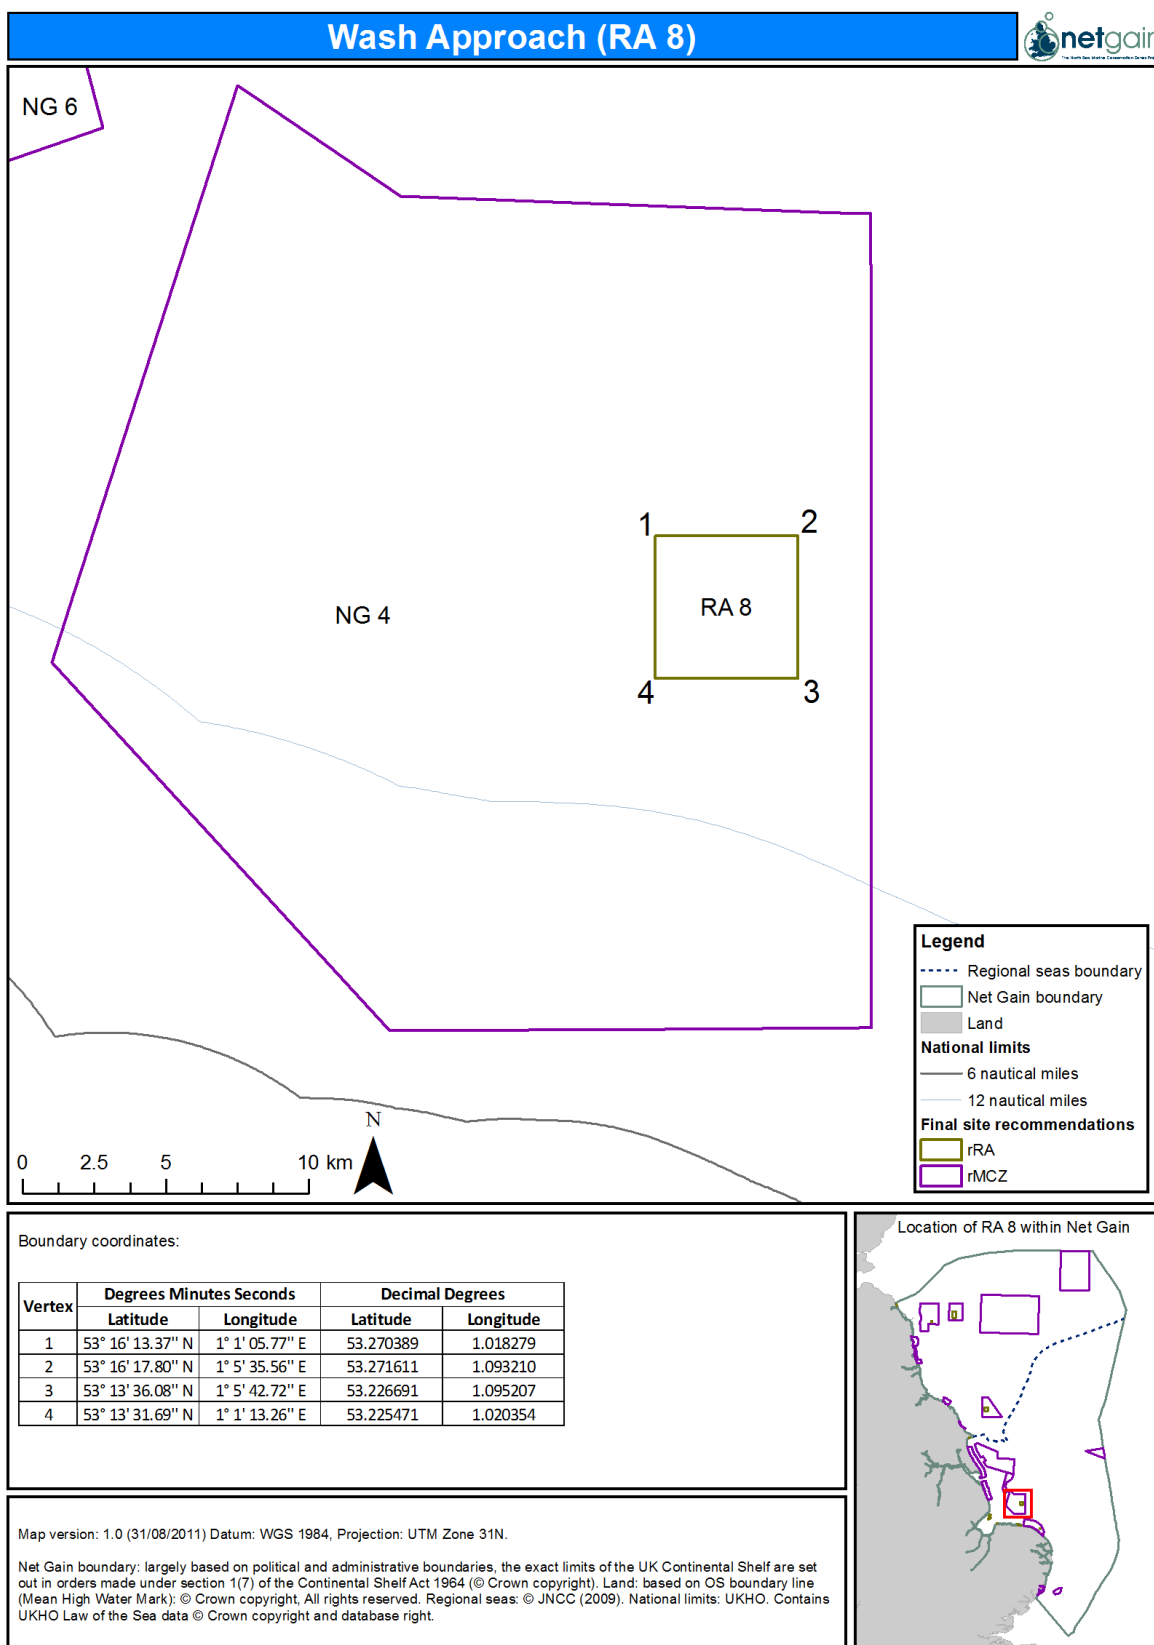 Wash Approach (RA 8)
netgain
NG 6
1
2
NG 4
RA 8
4
3
Legend
Regional seas boundary
Net Gain boundary
Land
National limits
6 nautical miles
12 nautical miles
Final site recommendations
rRA
rMCZ
N
0 2.5 5 10 km
Boundary coordinates:
Vertex Degrees Minutes Seconds Decimal Degrees
Latitude Longitude Latitude Longitude
1 53° 16' 13.37'' N 1° 1' 05.77'' E 53.270389 1.018279
2 53° 16' 17.80'' N 1° 5' 35.56'' E 53.271611 1.093210
3 53° 13' 36.08'' N 1° 5' 42.72'' E 53.226691 1.095207
4 53° 13' 31.69'' N 1° 1' 13.26'' E 53.225471 1.020354
Location of RA 8 within Net Gain
Map version: 1.0 (31/08/2011) Datum: WGS 1984, Projection: UTM Zone 31N.
Net Gain boundary: largely based on political and administrative boundaries, the exact limits of the UK Continental Shelf are set
out in orders made under section 1(7) of the Continental Shelf Act 1964 (© Crown copyright). Land: based on OS boundary line
(Mean High Water Mark): © Crown copyright, All rights reserved. Regional seas: © JNCC (2009). National limits: UKHO. Contains
UKHO Law of the Sea data © Crown copyright and database right.